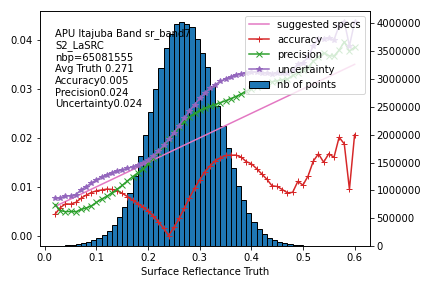 APU Itajuba Band sr_band7
S2_LaSRC
nbp=65081555
Avg Truth 0.271
Accuracy0.005
Precision0.024
Uncertainty0.024
suggested specs
accuracy
precision
uncertainty
nb of points
0.04
0.03
0.02
0.01
0.00
4000000
3500000
3000000
2500000
2000000
1500000
1000000
500000
0
0.0 0.1 0.2 0.3 0.4 0.5 0.6
Surface Reflectance Truth